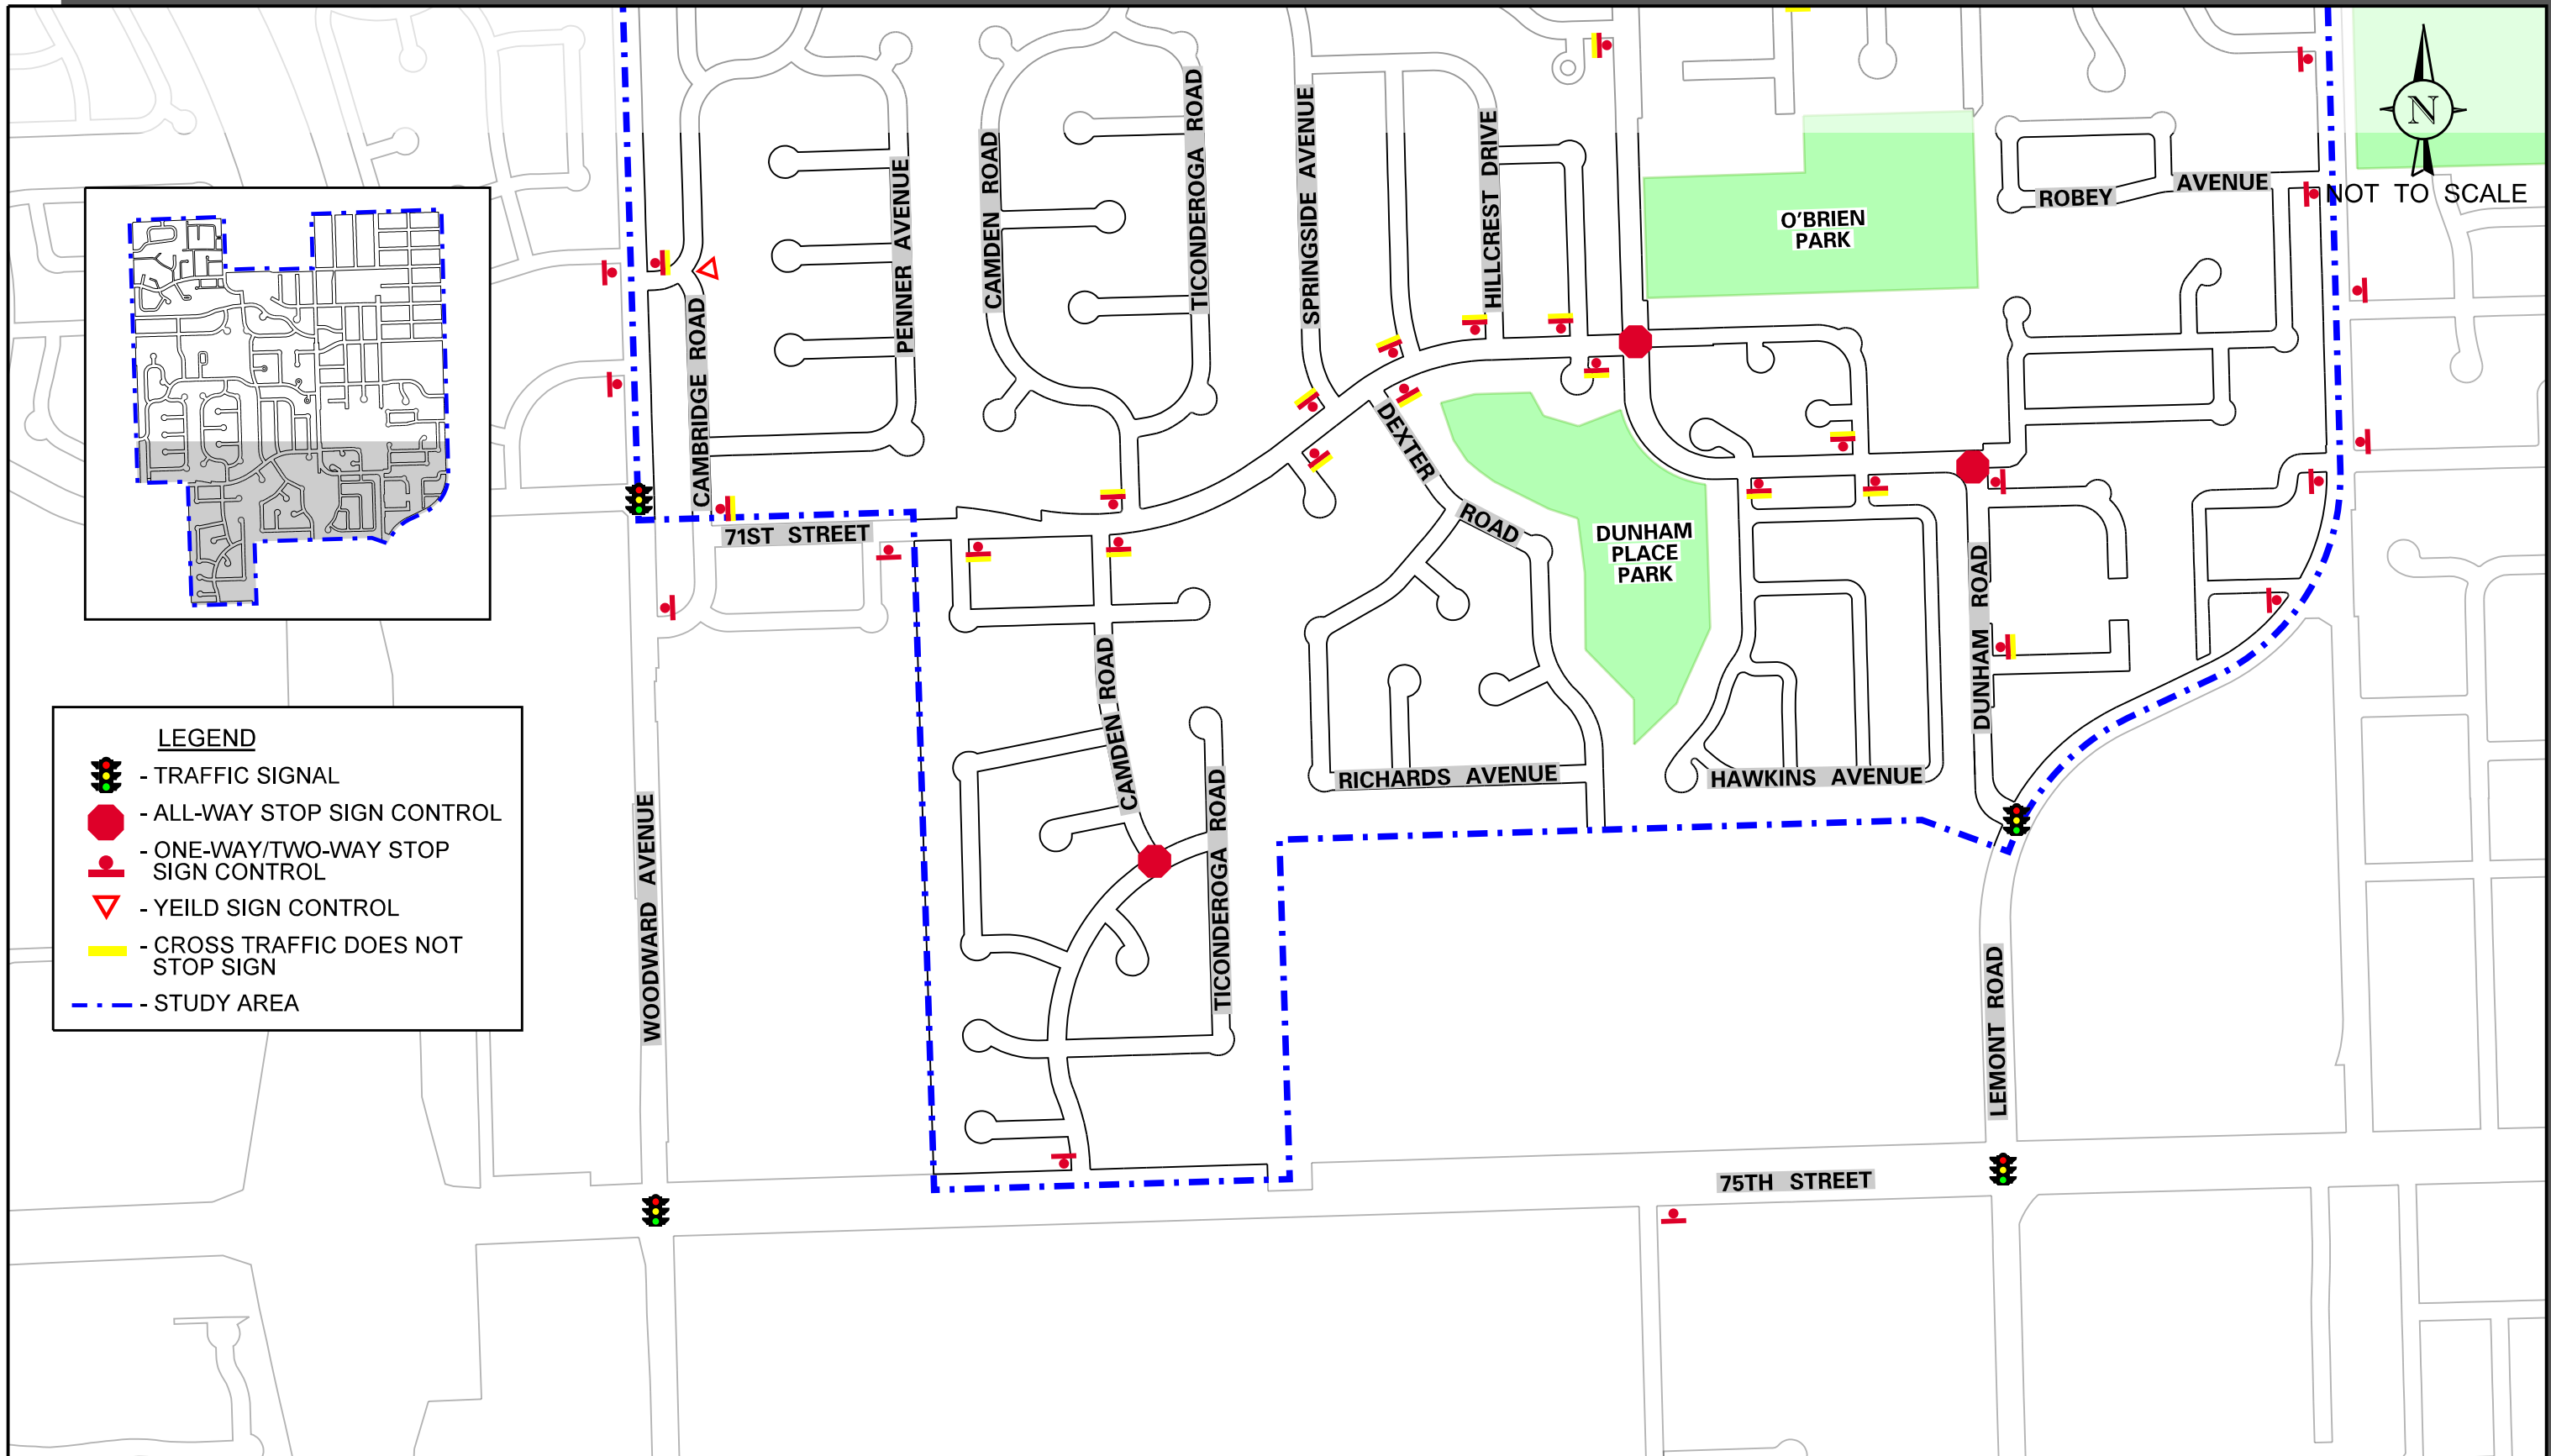 TICONDEROGA ROAD
SPRINGSIDE AVENUE
HILLCREST DRIVE
CAMDEN ROAD
PENNER AVENUE
ROBEY AVENUE
N
NOT TO SCALE
O'BRIEN
PARK
CAMBRIDGE ROAD
DEXTER ROAD
71ST STREET
DUNHAM
PLACE
PARK
DUNHAM ROAD
CAMDEN ROAD
CAMDEN ROAD
TICONDEROGA ROAD
RICHARDS AVENUE
HAWKINS AVENUE
WOODWARD AVENUE
LEMONT ROAD
75TH STREET
LEGEND
- TRAFFIC SIGNAL
- ALL-WAY STOP SIGN CONTROL
- ONE-WAY/TWO-WAY STOP
SIGN CONTROL
- YEILD SIGN CONTROL
- CROSS TRAFFIC DOES NOT
STOP SIGN
- STUDY AREA